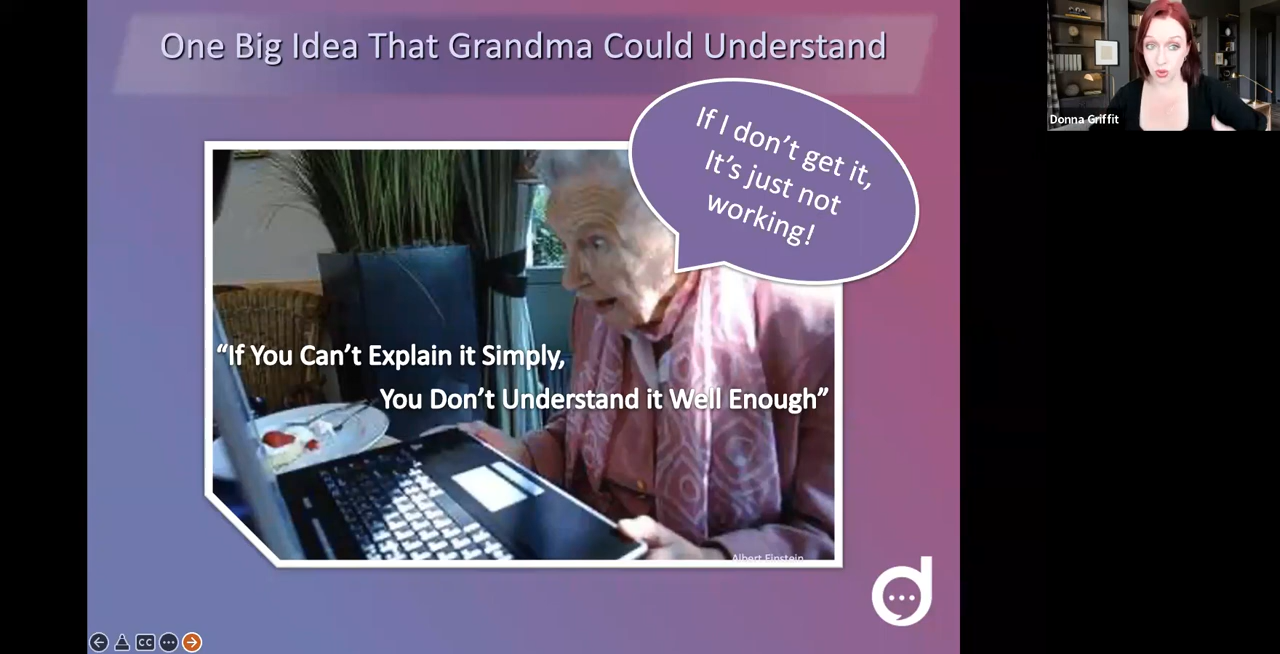 One Big Idea That Grandma Could Understand
If I don't get it,
It's just not
working!
“If You Can't Explain it Simply,
You Don't Understand it Well Enough”
Albert Einstein
Donna Griffit
CC